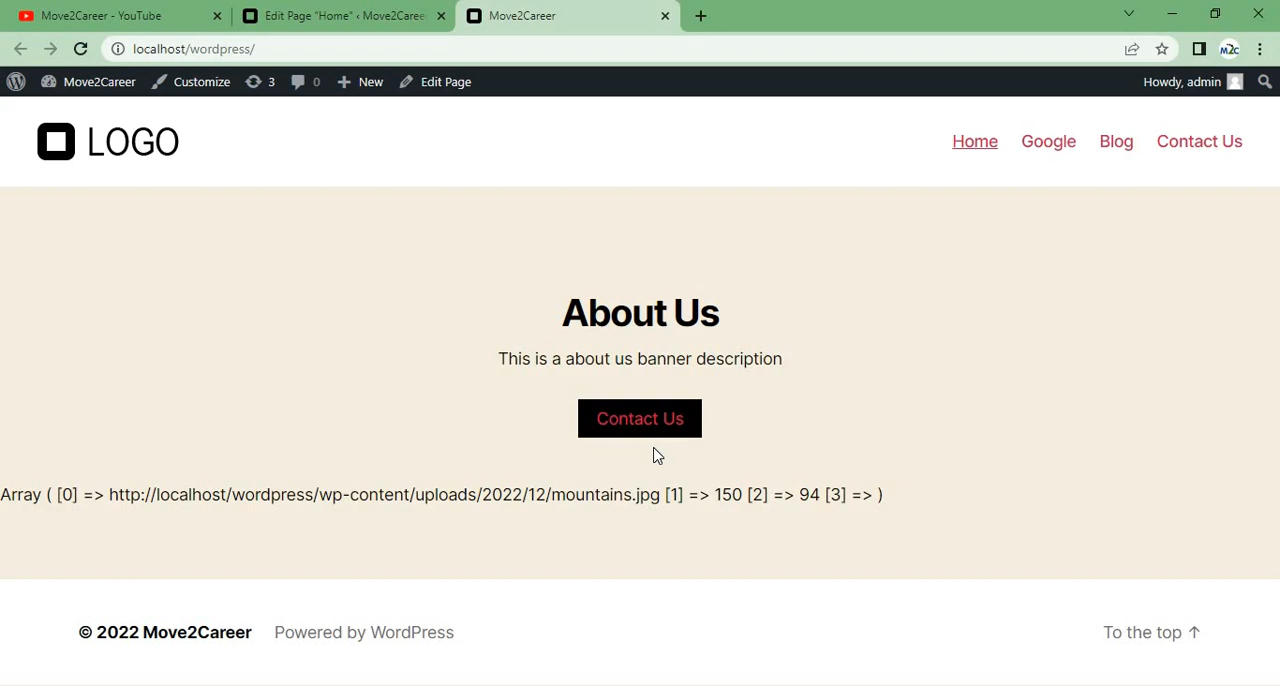 Move2Career - YouTube
Edit Page "Home" ‹ Move2Career
Move2Career
localhost/wordpress/
M2C
Move2Career
Customize
3
0
New
Edit Page
Howdy, admin
LOGO
Home
Google
Blog
Contact Us
About Us
This is a about us banner description
Contact Us
Array ( [0] => http://localhost/wordpress/wp-content/uploads/2022/12/mountains.jpg [1] => 150 [2] => 94 [3] => )
© 2022 Move2Career
Powered by WordPress
To the top ↑